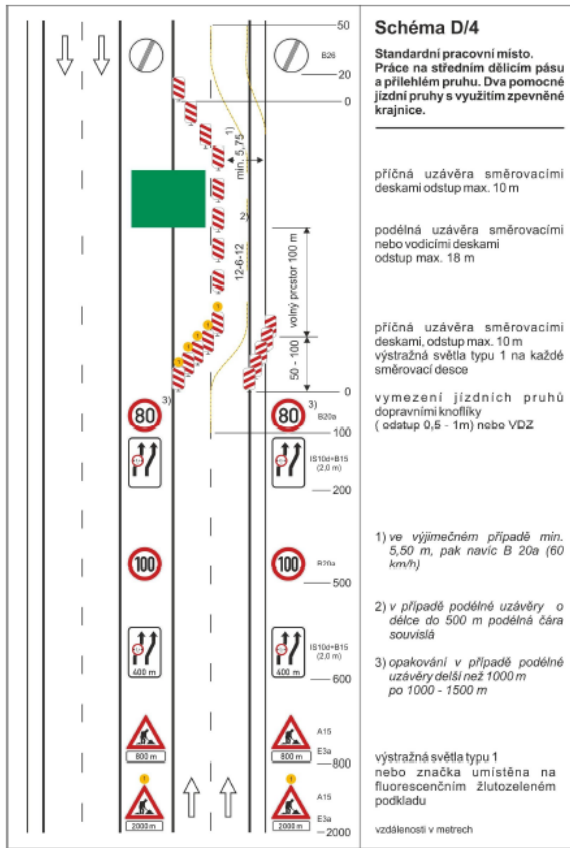 Schéma D/4
Standardní pracovní místo.
Práce na středním dělicím pásu
a přilehlém pruhu. Dva pomocné
jízdní pruhy s využitím zpevněné
krajnice.
50
B26
20
0
1)
min. 5,75
příčná uzávěra směrovacími
deskami odstup max. 10 m
2)
12-6-12
volný prostor 100 m
podélná uzávěra směrovacími
nebo vodicími deskami
odstup max. 18 m
1
1
1
1
1
50 - 100
0
příčná uzávěra směrovacími
deskami, odstup max. 10 m
výstražná světla typu 1 na každé
směrovací desce
3)
80
80
3)
B20a
100
vymezení jízdních pruhů
dopravními knoflíky
( odstup 0,5 - 1m) nebo VDZ
IS10d+B15
(2,0 m)
200
100
100
B20a
500
1) ve výjimečném případě min.
5,50 m, pak navíc B 20a (60
km/h)
400 m
400 m
IS10d+B15
(2,0 m)
600
2) v případě podélné uzávěry o
délce do 500 m podélná čára
souvislá
3) opakování v případě podélné
uzávěry delší než 1000 m
po 1000 - 1500 m
800 m
800 m
A15
E3a
800
1
1
2000 m
2000 m
A15
E3a
2000
výstražná světla typu 1
nebo značka umístěna na
fluorescenčním žlutozeleném
podkladu
vzdálenosti v metrech